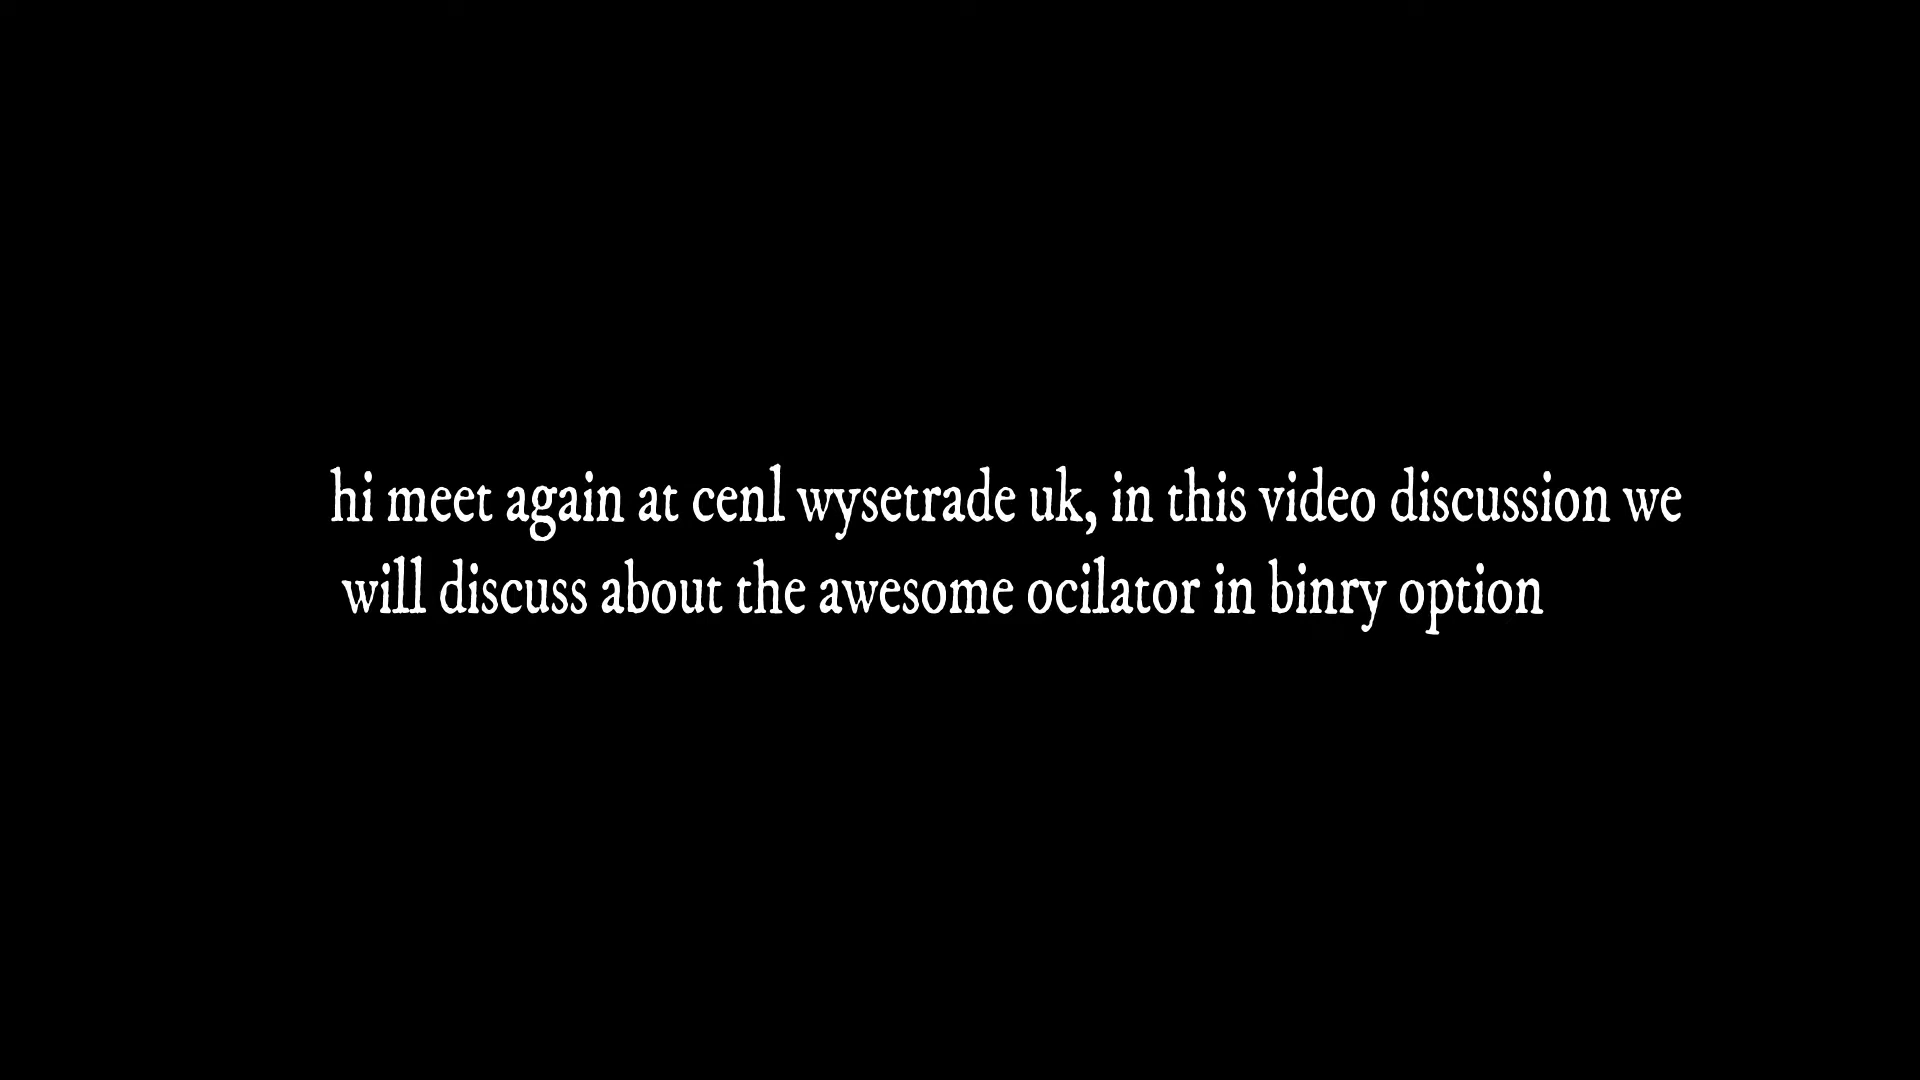 hi meet again at cenl wysetrade uk, in this video discussion we
will discuss about the awesome ocilator in binry option